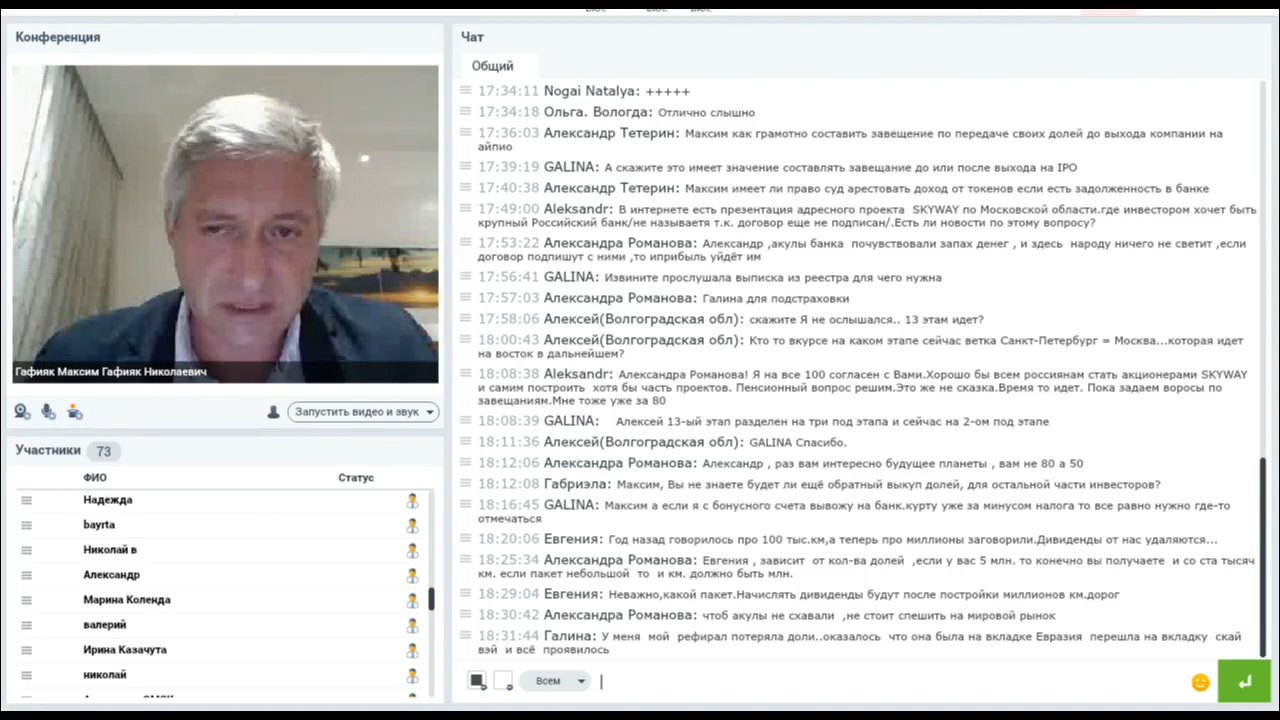 вкл. вкл. вкл.
Конференция
Гафияк Максим Гафияк Николаевич
Запустить видео и звук
Участники 73
ФИО Статус
Надежда
bayrta
Николай в
Александр
Марина Коленда
валерий
Ирина Казачута
николай
Чат
Общий
17:34:11 Nogai Natalya: +++++
17:34:18 Ольга. Вологда: Отлично слышно
17:36:03 Александр Тетерин: Максим как грамотно составить завещение по передаче своих долей до выхода компании на
айпио
17:39:19 GALINA: А скажите это имеет значение составлять завещание до или после выхода на IPO
17:40:38 Александр Тетерин: Максим имеет ли право суд арестовать доход от токенов если есть задолженность в банке
17:49:00 Aleksandr: В интернете есть презентация адресного проекта SKYWAY по Московской области.где инвестором хочет быть
крупный Российский банк/не называетя т.к. договор еще не подписан/.Есть ли новости по этому вопросу?
17:53:22 Александра Романова: Александр ,акулы банка почувствовали запах денег , и здесь народу ничего не светит ,если
договор подпишут с ними ,то иприбыль уйдёт им
17:56:41 GALINA: Извините прослушала выписка из реестра для чего нужна
17:57:03 Александра Романова: Галина для подстраховки
17:58:06 Алексей(Волгоградская обл): скажите Я не ослышался.. 13 этам идет?
18:00:43 Алексей(Волгоградская обл): Кто то вкурсе на каком этапе сейчас ветка Санкт-Петербург = Москва...которая идет
на восток в дальнейшем?
18:08:38 Aleksandr: Александра Романова! Я на все 100 согласен с Вами.Хорошо бы всем россиянам стать акционерами SKYWAY
и самим построить хотя бы часть проектов. Пенсионный вопрос решим.Это же не сказка.Время то идет. Пока задаем воросы по
завещаниям.Мне тоже уже за 80
18:08:39 GALINA: Алексей 13-ый этап разделен на три под этапа и сейчас на 2-ом под этапе
18:11:36 Алексей(Волгоградская обл): GALINA Спасибо.
18:12:06 Александра Романова: Александр , раз вам интересно будущее планеты , вам не 80 а 50
18:12:08 Габриэла: Максим, Вы не знаете будет ли ещё обратный выкуп долей, для остальной части инвесторов?
18:16:45 GALINA: Максим а если я с бонусного счета вывожу на банк.курту уже за минусом налога то все равно нужно где-то
отмечаться
18:20:06 Евгения: Год назад говорилось про 100 тыс.км,а теперь про миллионы заговорили.Дивиденды от нас удаляются...
18:25:34 Александра Романова: Евгения , зависит от кол-ва долей ,если у вас 5 млн. то конечно вы получаете и со ста тысяч
км. если пакет небольшой то и км. должно быть млн.
18:29:04 Евгения: Неважно,какой пакет.Начислять дивиденды будут после постройки миллионов км.дорог
18:30:42 Александра Романова: чтоб акулы не схавали ,не стоит спешить на мировой рынок
18:31:44 Галина: У меня мой рефирал потеряла доли..оказалось что она была на вкладке Евразия перешла на вкладку скай
вэй и всё проявилось
Всем